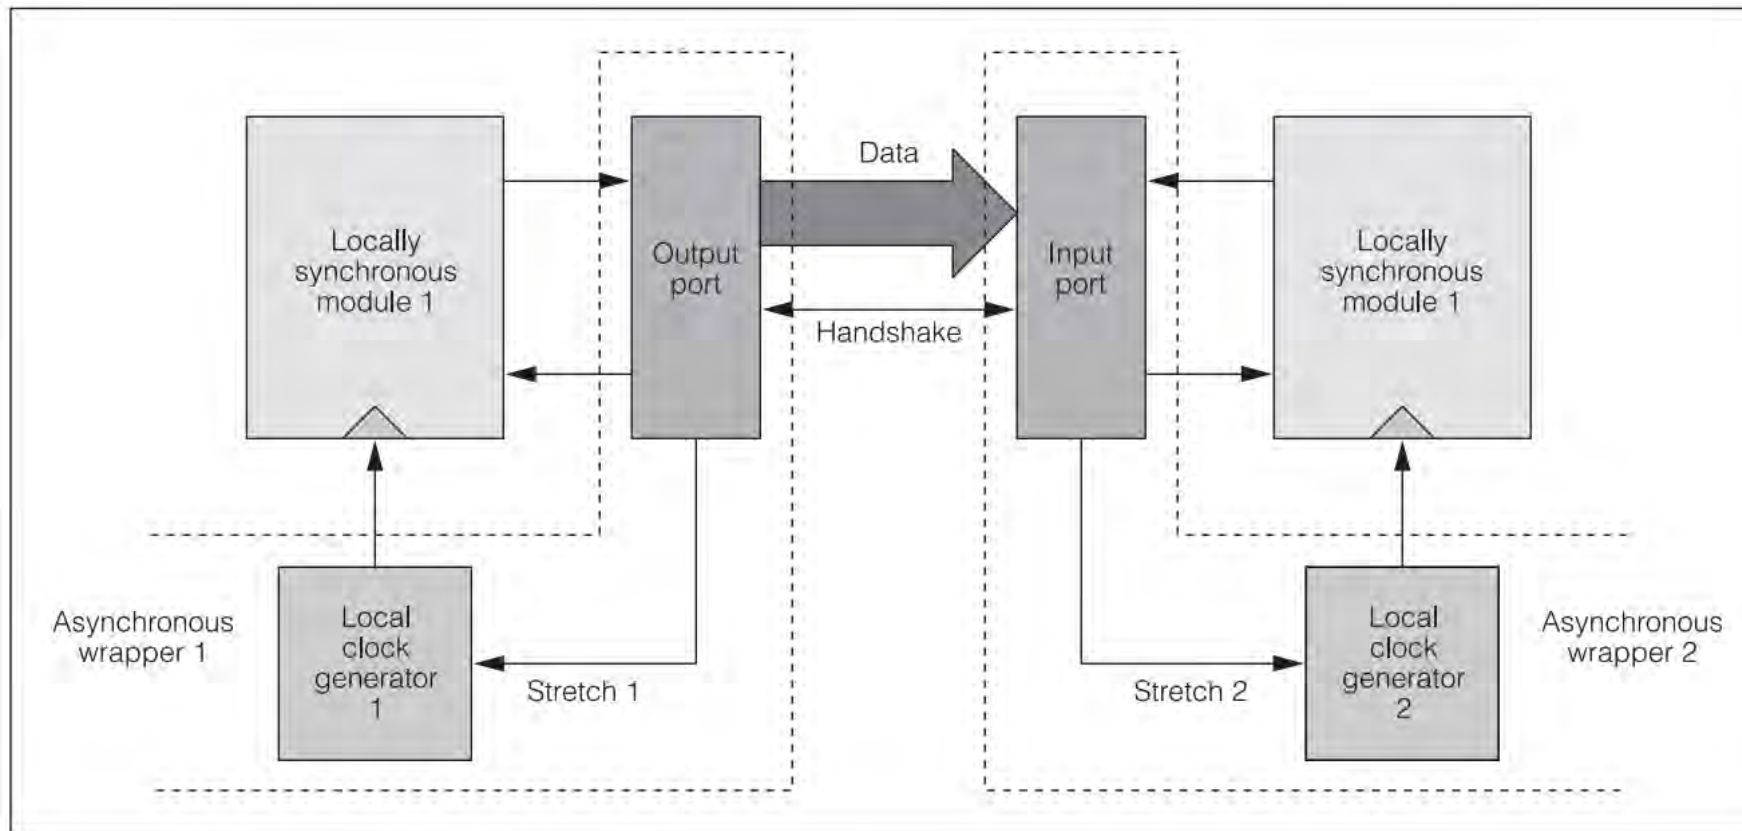 Data
Locally
synchronous
module 1
Output
port
Input
port
Locally
synchronous
module 1
Handshake
Asynchronous
wrapper 1
Local
clock
generator
1
Stretch 1
Stretch 2
Local
clock
generator
2
Asynchronous
wrapper 2